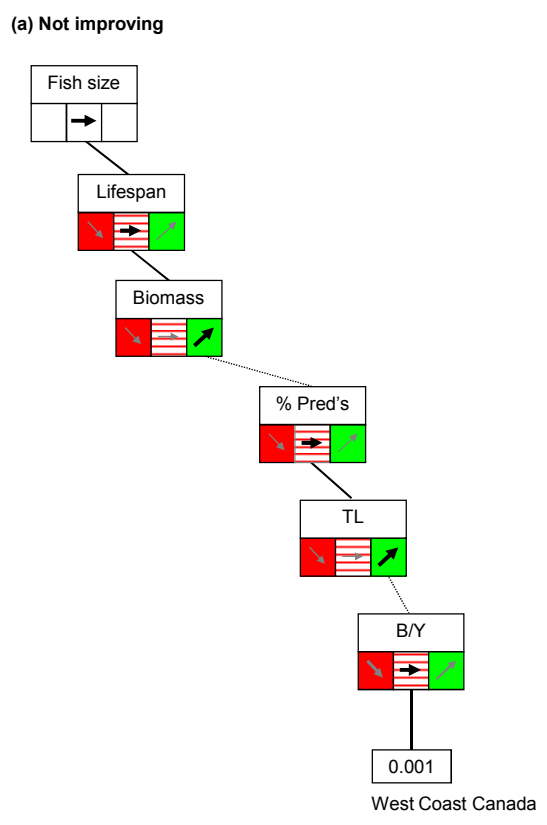 (a) Not improving
Fish size
Lifespan
Biomass
% Pred's
TL
B/Y
0.001
West Coast Canada